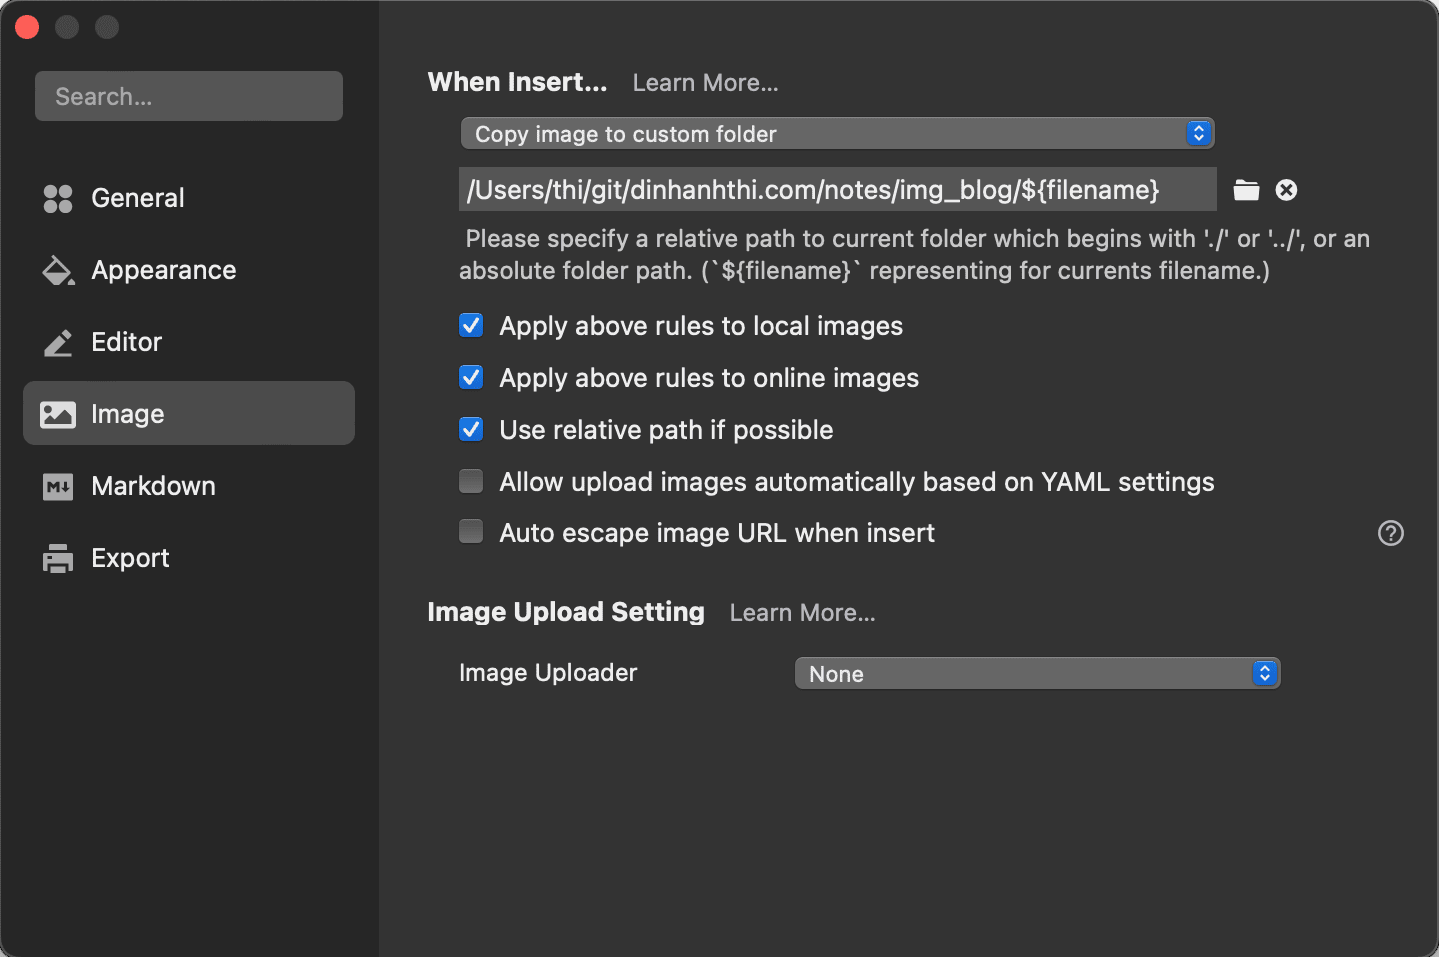 Search...
General
Appearance
Editor
Image
Markdown
Export
When Insert... Learn More...
Copy image to custom folder
/Users/thi/git/dinhanhthi.com/notes/img_blog/${filename}
Please specify a relative path to current folder which begins with './' or '../', or an
absolute folder path. (`${filename}` representing for currents filename.)
Apply above rules to local images
Apply above rules to online images
Use relative path if possible
Allow upload images automatically based on YAML settings
Auto escape image URL when insert
Image Upload Setting Learn More...
Image Uploader None